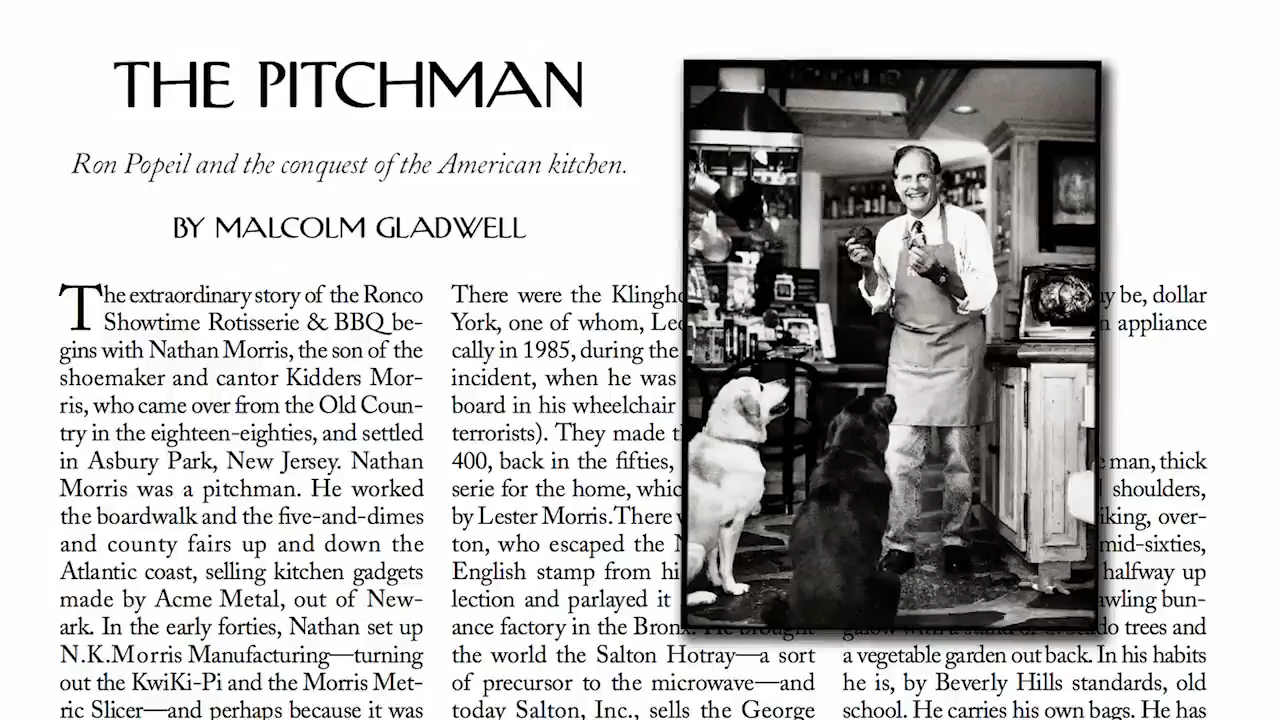 THE PITCHMAN
Ron Popeil and the conquest of the American kitchen.
BY MALCOLM GLADWELL
The extraordinary story of the Ronco
Showtime Rotisserie & BBQ be-
gins with Nathan Morris, the son of the
shoemaker and cantor Kidders Mor-
ris, who came over from the Old Coun-
try in the eighteen-eighties, and settled
in Asbury Park, New Jersey. Nathan
Morris was a pitchman. He worked
the boardwalk and the five-and-dimes
and county fairs up and down the
Atlantic coast, selling kitchen gadgets
made by Acme Metal, out of New-
ark. In the early forties, Nathan set up
N.K.Morris Manufacturing—turning
out the KwiKi-Pi and the Morris Met-
ric Slicer—and perhaps because it was
There were the
York, one of whom,
cally in 1985, during the
incident, when he was
board in his wheelchair
terrorists). They made
400, back in the fifties,
serie for the home,
by Lester Morris. There
ton, who escaped the
English stamp from
lection and parlayed it
ance factory in the Bronx. He brought
the world the Salton Hotray—a sort
of precursor to the microwave—and
today Salton, Inc., sells the George
be, dollar
appliance
man, thick
shoulders,
over-
mid-sixties,
halfway up
bun-
trees and
a vegetable garden out back. In his habits
he is, by Beverly Hills standards, old
school. He carries his own bags. He has